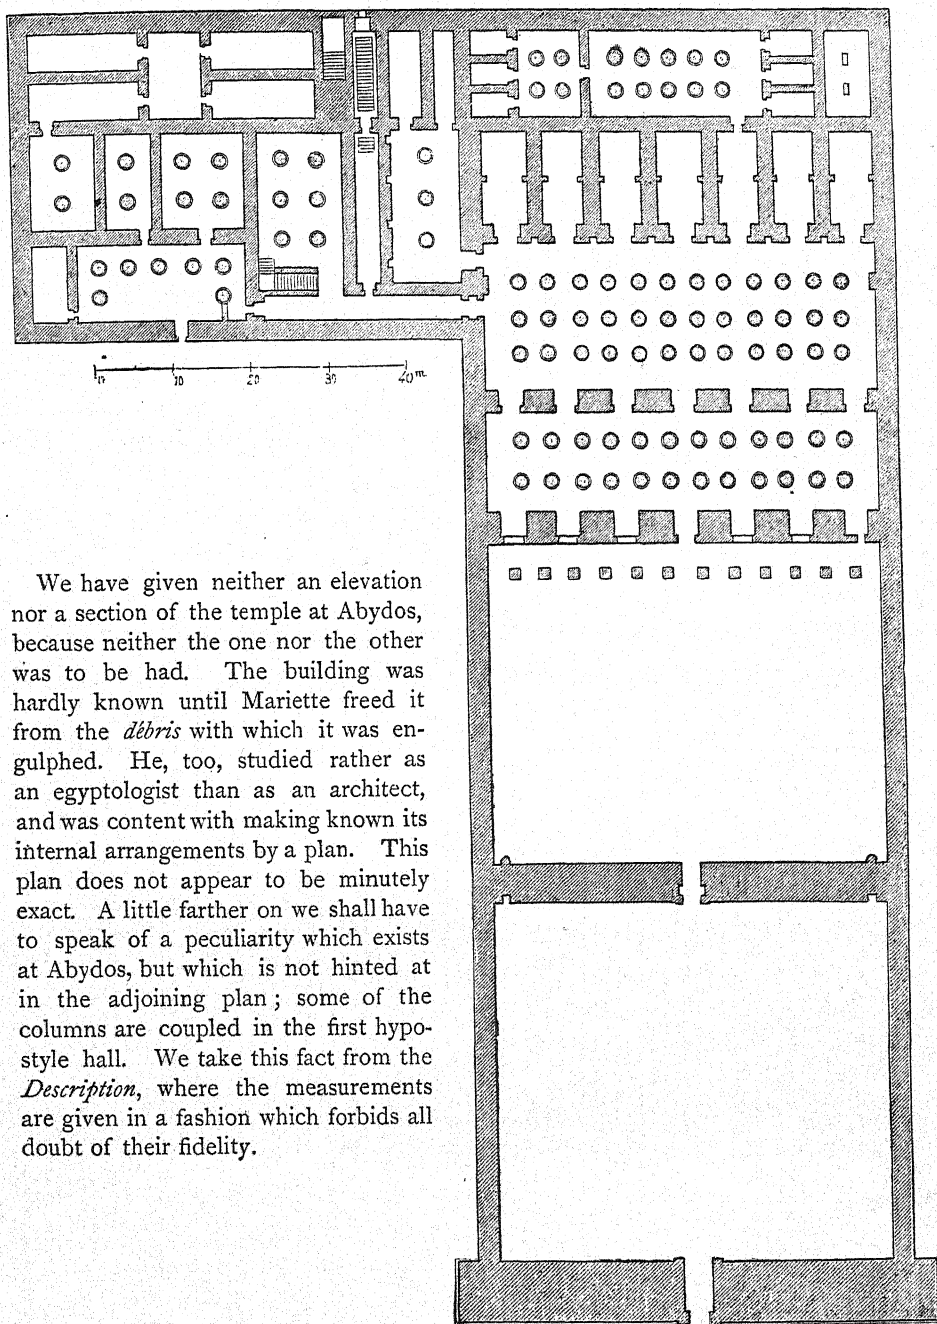 10 20 30 40 m
We have given neither an elevation
nor a section of the temple at Abydos,
because neither the one nor the other
was to be had. The building was
hardly known until Mariette freed it
from the débris with which it was en-
gulphed. He, too, studied rather as
an egyptologist than as an architect,
and was content with making known its
internal arrangements by a plan. This
plan does not appear to be minutely
exact. A little farther on we shall have
to speak of a peculiarity which exists
at Abydos, but which is not hinted at
in the adjoining plan ; some of the
columns are coupled in the first hypo-
style hall. We take this fact from the
Description, where the measurements
are given in a fashion which forbids all
doubt of their fidelity.